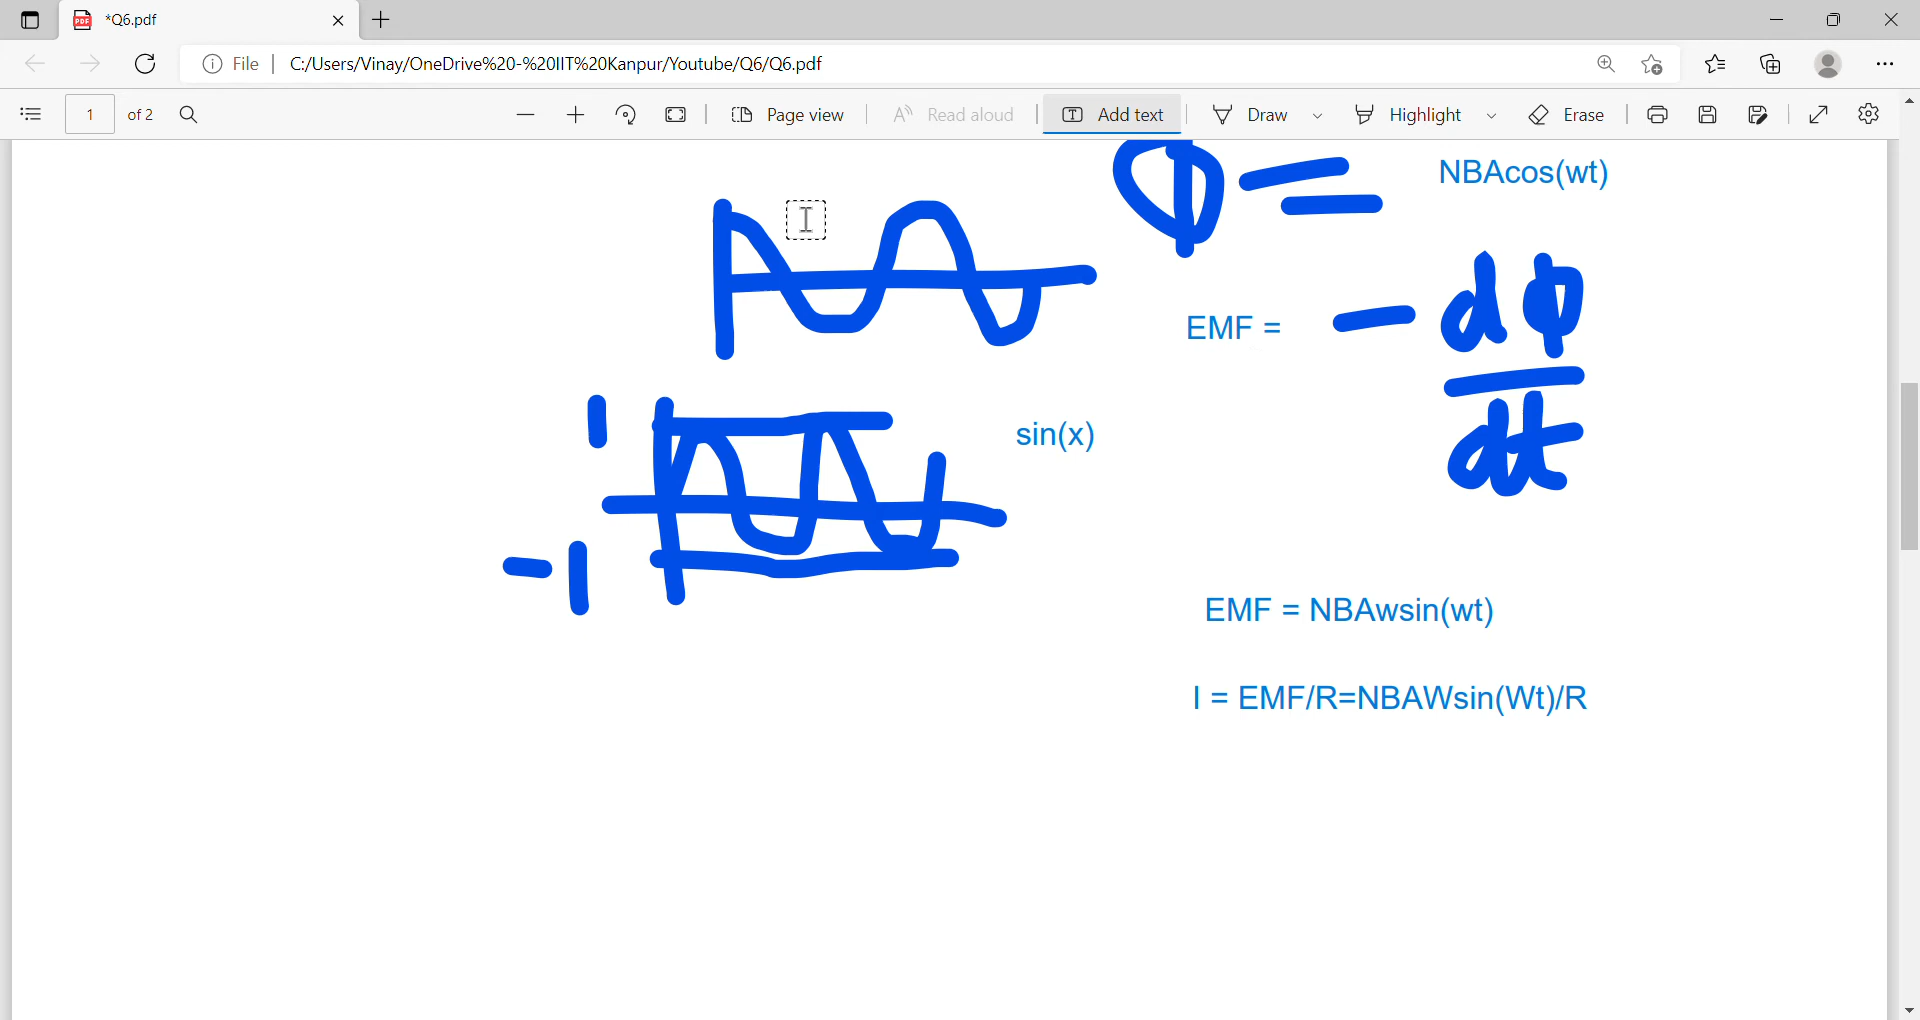 *Q6.pdf
File C:/Users/Vinay/OneDrive%20-%20IIT%20Kanpur/Youtube/Q6/Q6.pdf
1 of 2 Page view Read aloud Add text Draw Highlight Erase
ϕ = NBAcos(wt)
EMF = - dϕ
dt
1
sin(x)
-1
EMF = NBAwsin(wt)
I = EMF/R=NBAWsin(Wt)/R